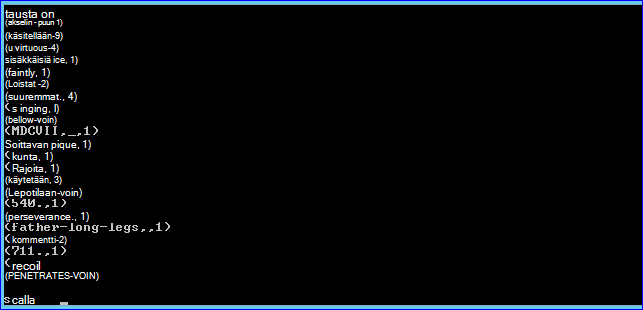 tausta on
(akselin - puun 1)
(käsitellään-9)
(u virtuous-4)
sisäkkäisiä ice, 1)
(faintly, 1)
(Loistat -2)
(suuremmat., 4)
(s inging, l)
(bellow-voin)
(MDCVII,_,1)
Soittavan pique, 1)
(kunta, 1)
(Rajoita, 1)
(käytetään, 3)
(Lepotilaan-voin)
(540.,1)
(perseverance., 1)
(father-long-legs,,1)
(kommentti-2)
(711.,1)
(recoil
(PENETRATES-VOIN)
s calla _